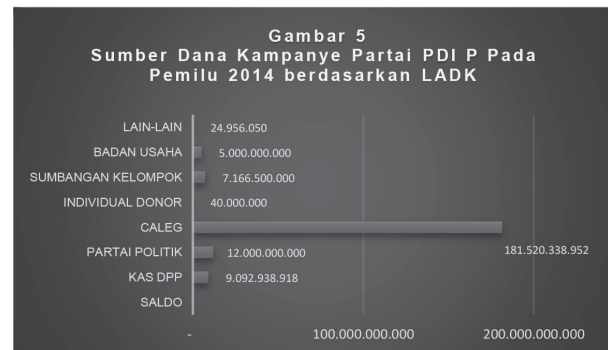 Gambar 5
Sumber Dana Kampanye Partai PDI P Pada
Pemilu 2014 berdasarkan LADK
LAIN-LAIN 24.956.050
BADAN USAHA 5.000.000.000
SUMBANGAN KELOMPOK 7.166.500.000
INDIVIDUAL DONOR 40.000.000
CALEG 181.520.338.952
PARTAI POLITIK 12.000.000.000
KAS DPP 9.092.938.918
SALDO
- 100.000.000.000 200.000.000.000